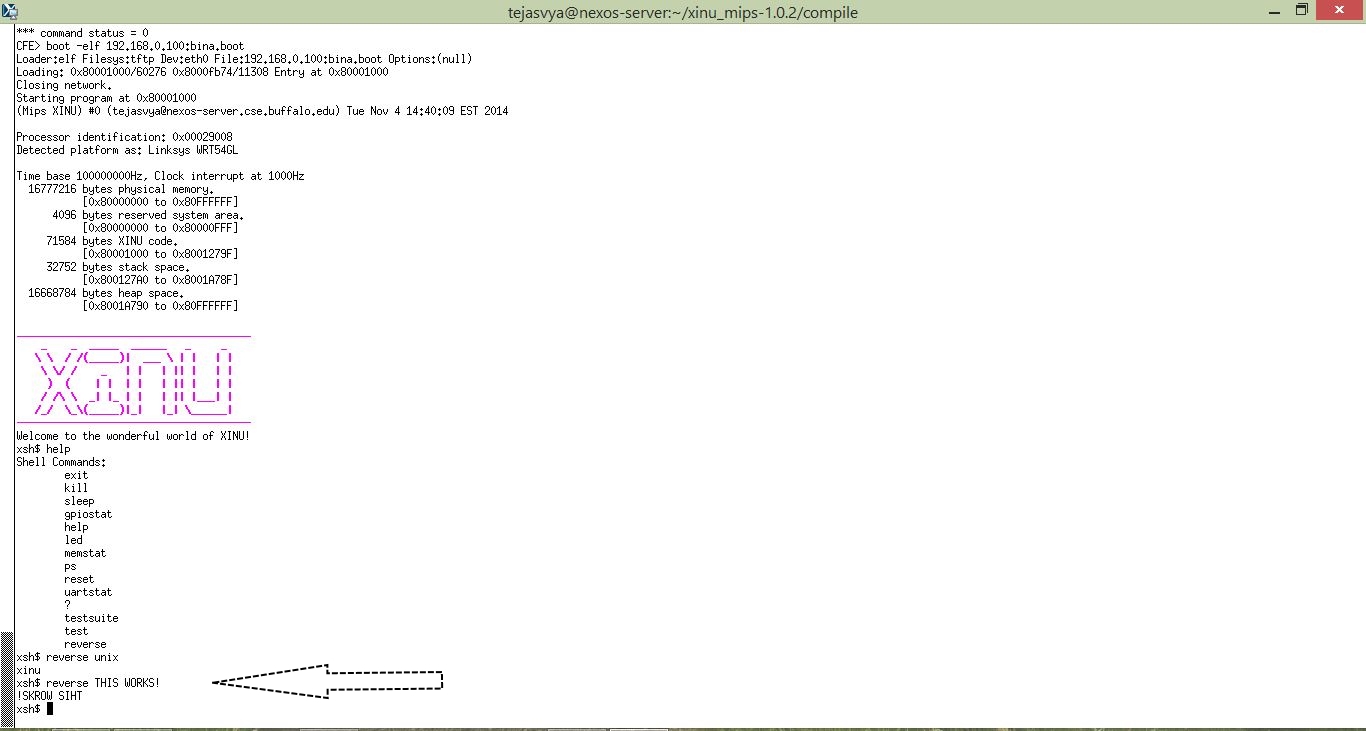 tejasvya@nexos-server:~/xinu_mips-1.0.2/compile
*** command status = 0
CFE> boot -elf 192.168.0.100:bina.boot
Loader:elf Filesys:tftp Dev:eth0 File:192.168.0.100:bina.boot Options:(null)
Loading: 0x80001000/60276 0x8000fb74/11308 Entry at 0x80001000
Closing network.
Starting program at 0x80001000
(Mips XINU) #0 (tejasvya@nexos-server.cse.buffalo.edu) Tue Nov 4 14:40:09 EST 2014
Processor identification: 0x00029008
Detected platform as: Linksys WRT54GL
Time base 100000000Hz, Clock interrupt at 1000Hz
16777216 bytes physical memory.
[0x80000000 to 0x80FFFFFF]
4096 bytes reserved system area.
[0x80000000 to 0x80000FFF]
71584 bytes XINU code.
[0x80001000 to 0x8001279F]
32752 bytes stack space.
[0x800127A0 to 0x8001A78F]
16668784 bytes heap space.
[0x8001A790 to 0x80FFFFFF]
XINU
Welcome to the wonderful world of XINU!
xsh$ help
Shell Commands:
exit
kill
sleep
gpiostat
help
led
memstat
ps
reset
uartstat
?
testsuite
test
reverse
xsh$ reverse unix
xinu
xsh$ reverse THIS WORKS!
!SKROW SIHT
xsh$